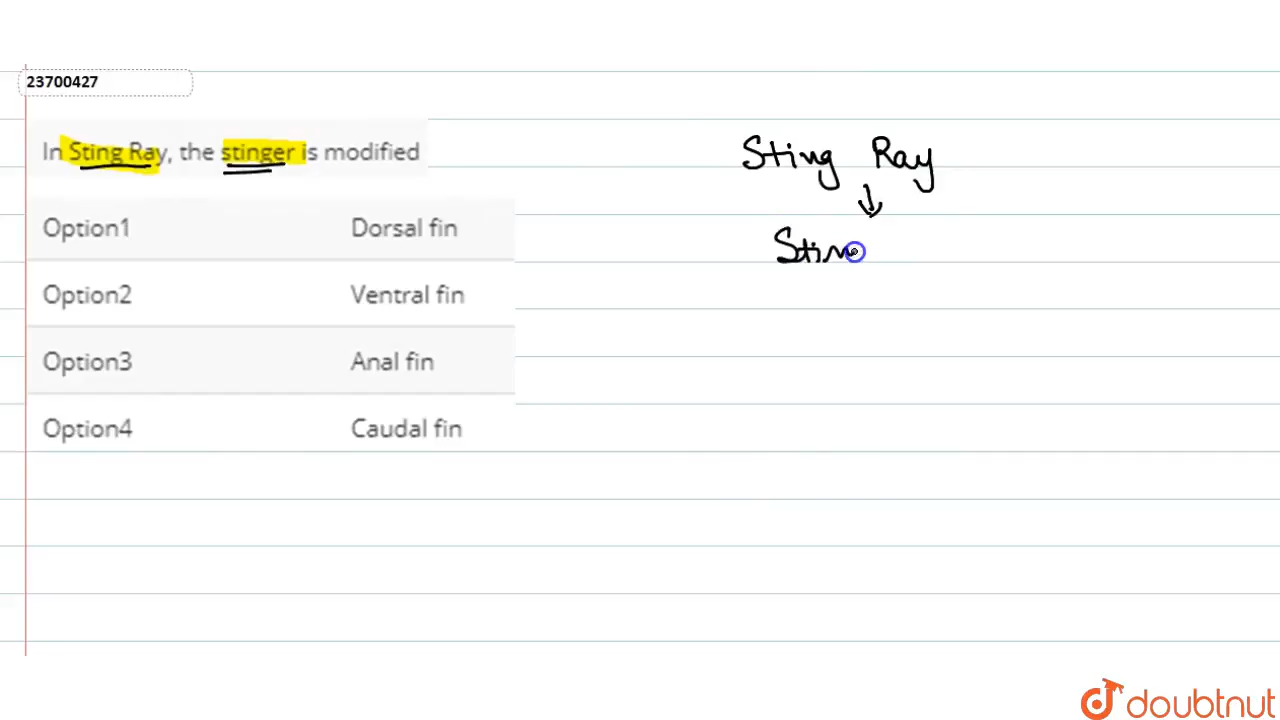 23700427
In Sting Ray, the stinger is modified
Option1 Dorsal fin
Option2 Ventral fin
Option3 Anal fin
Option4 Caudal fin
Sting Ray
↓
Stin
doubtnut